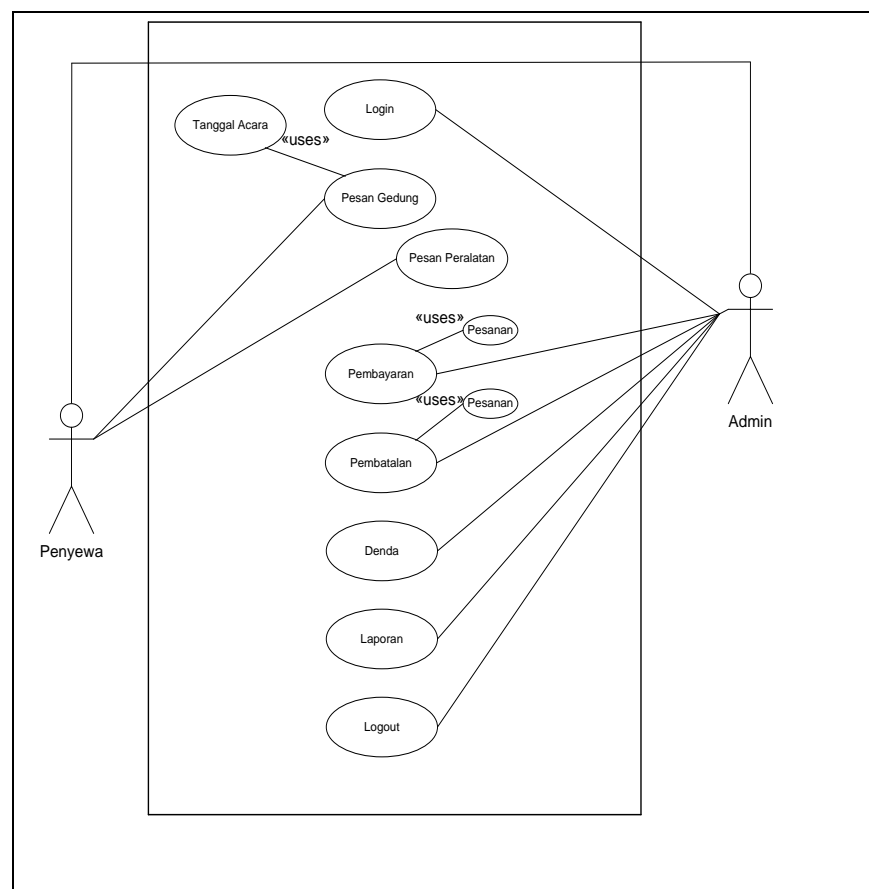 Login
Tanggal Acara
«uses»
Pesan Gedung
Pesan Peralatan
«uses»
Pesanan
Pembayaran
«uses»
Pesanan
Admin
Pembatalan
Penyewa
Denda
Laporan
Logout